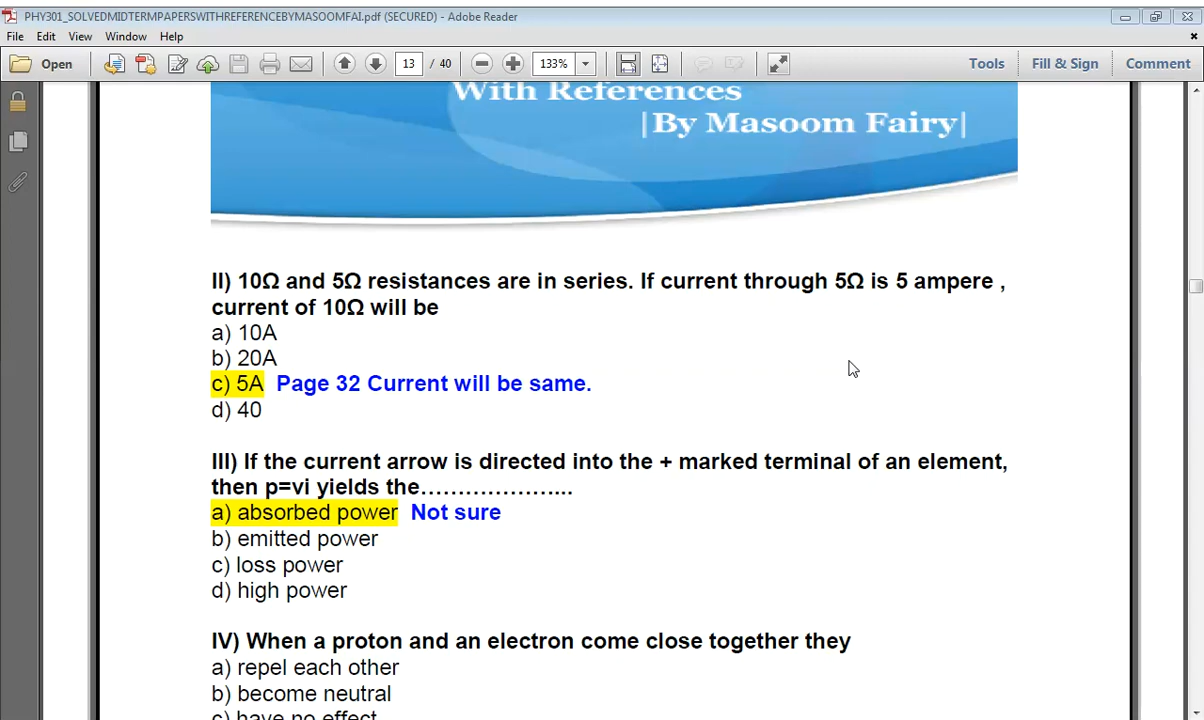 PHY301_SOLVEDMIDTERMPAPERSWITHREFERENCEBYMASOOMFAI.pdf (SECURED) - Adobe Reader
File Edit View Window Help
Open 13 / 40 133% Tools Fill & Sign Comment
With References
|By Masoom Fairy|
II) 10Ω and 5Ω resistances are in series. If current through 5Ω is 5 ampere ,
current of 10Ω will be
a) 10A
b) 20A
c) 5A Page 32 Current will be same.
d) 40
III) If the current arrow is directed into the + marked terminal of an element,
then p=vi yields the………………...
a) absorbed power Not sure
b) emitted power
c) loss power
d) high power
IV) When a proton and an electron come close together they
a) repel each other
b) become neutral
c) have no effect